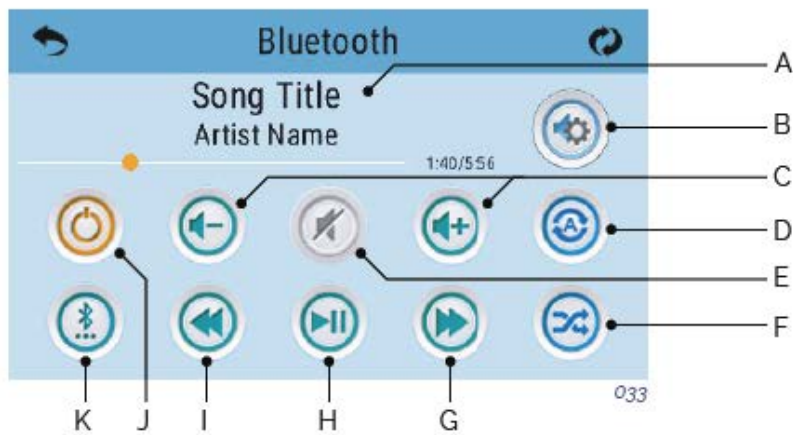 Bluetooth
A
Song Title
Artist Name
B
1:40/5:56
C
A
D
E
F
033
K
J
I
H
G